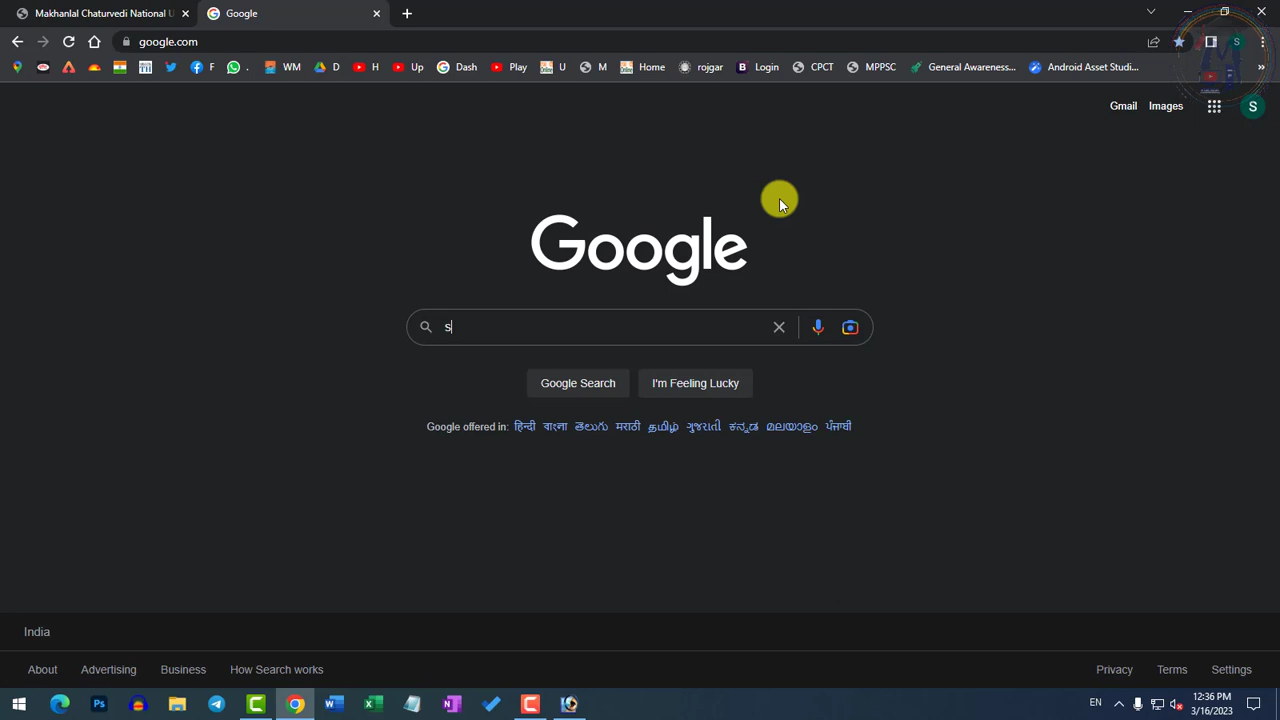 Makhanlal Chaturvedi National U
Google
google.com
F
.
WM
D
H
Up
Dash
Play
U
M
Home
rojgar
Login
CPCT
MPPSC
General Awareness...
Android Asset Studi...
»
Gmail
Images
S
Google
s
Google Search
I'm Feeling Lucky
Google offered in: हिन्दी বাংলা తెలుగు मराठी தமிழ் ગુજરાતી ಕನ್ನಡ മലയാളം ਪੰਜਾਬੀ
India
About
Advertising
Business
How Search works
Privacy
Terms
Settings
EN
12:36 PM
3/16/2023